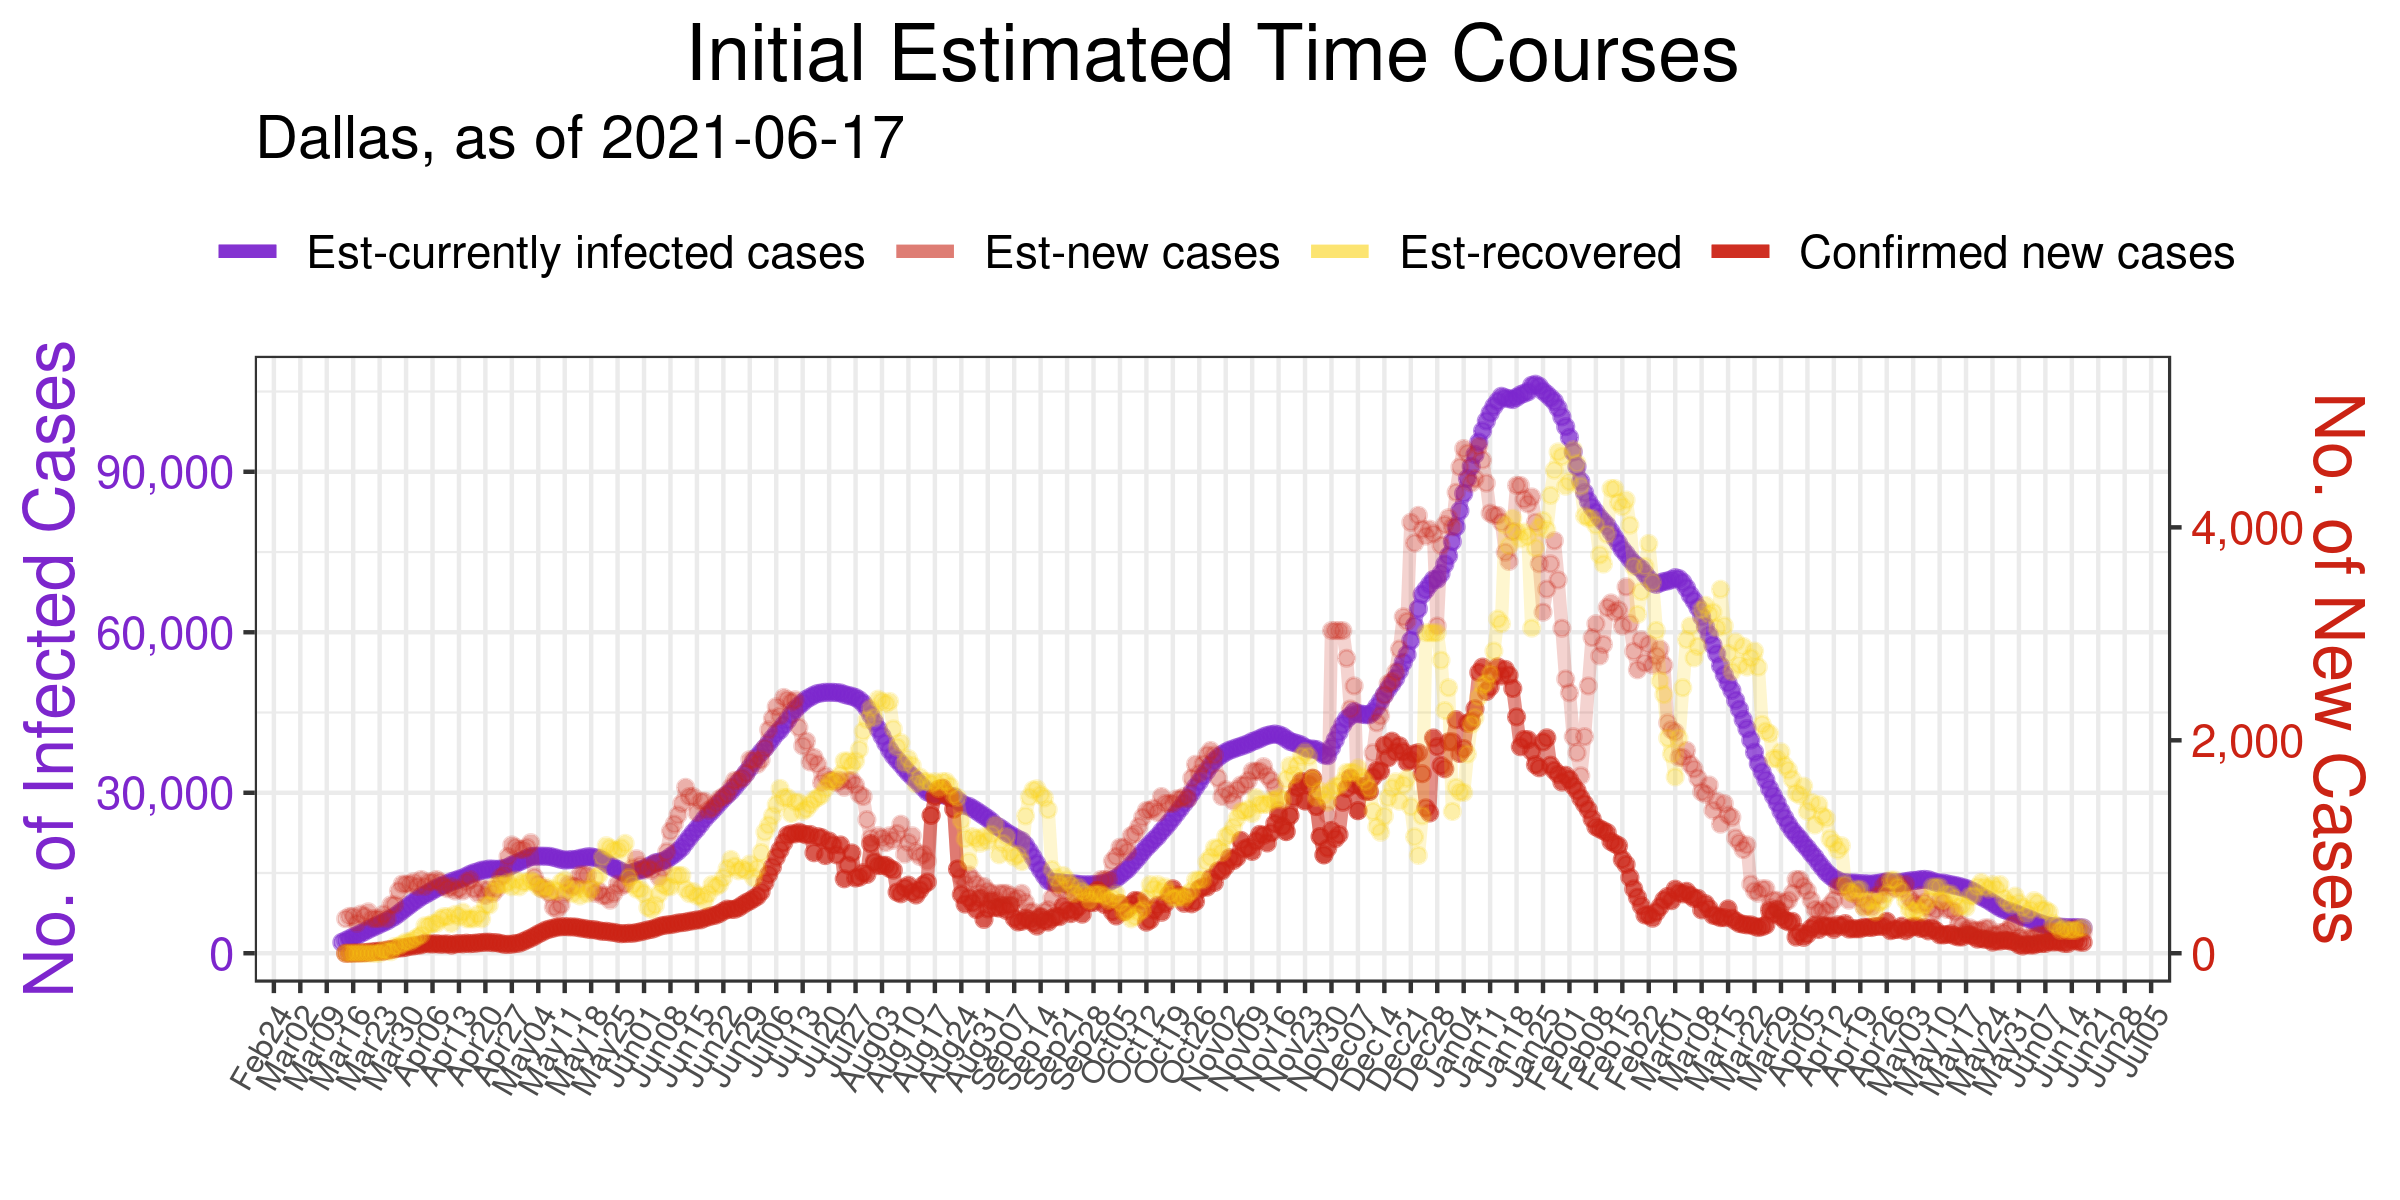 Initial Estimated Time Courses
Dallas, as of 2021-06-17
Est-currently infected cases Est-new cases Est-recovered Confirmed new cases
No. of Infected Cases
90,000
60,000
30,000
0
4,000
2,000
0
No. of New Cases
Feb24 Mar02 Mar09 Mar16 Mar23 Mar30 Apr06 Apr13 Apr20 Apr27 May04 May11 May18 May25 Jun01 Jun08 Jun15 Jun22 Jun29 Jul06 Jul13 Jul20 Jul27 Aug03 Aug10 Aug17 Aug24 Aug31 Sep07 Sep14 Sep21 Sep28 Oct05 Oct12 Oct19 Oct26 Nov02 Nov09 Nov16 Nov23 Nov30 Dec07 Dec14 Dec21 Dec28 Jan04 Jan11 Jan18 Jan25 Feb01 Feb08 Feb15 Feb22 Mar01 Mar08 Mar15 Mar22 Mar29 Apr05 Apr12 Apr19 Apr26 May03 May10 May17 May24 May31 Jun07 Jun14 Jun21 Jun28 Jul05